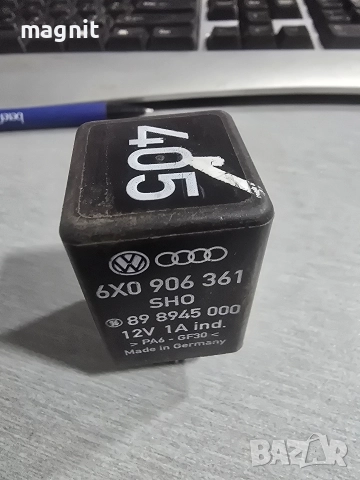 magnit
405
6X0 906 361
SHO
89 8945 000
12V 1A ind.
> PA6 - GF30 <
Made in Germany
BAZAR